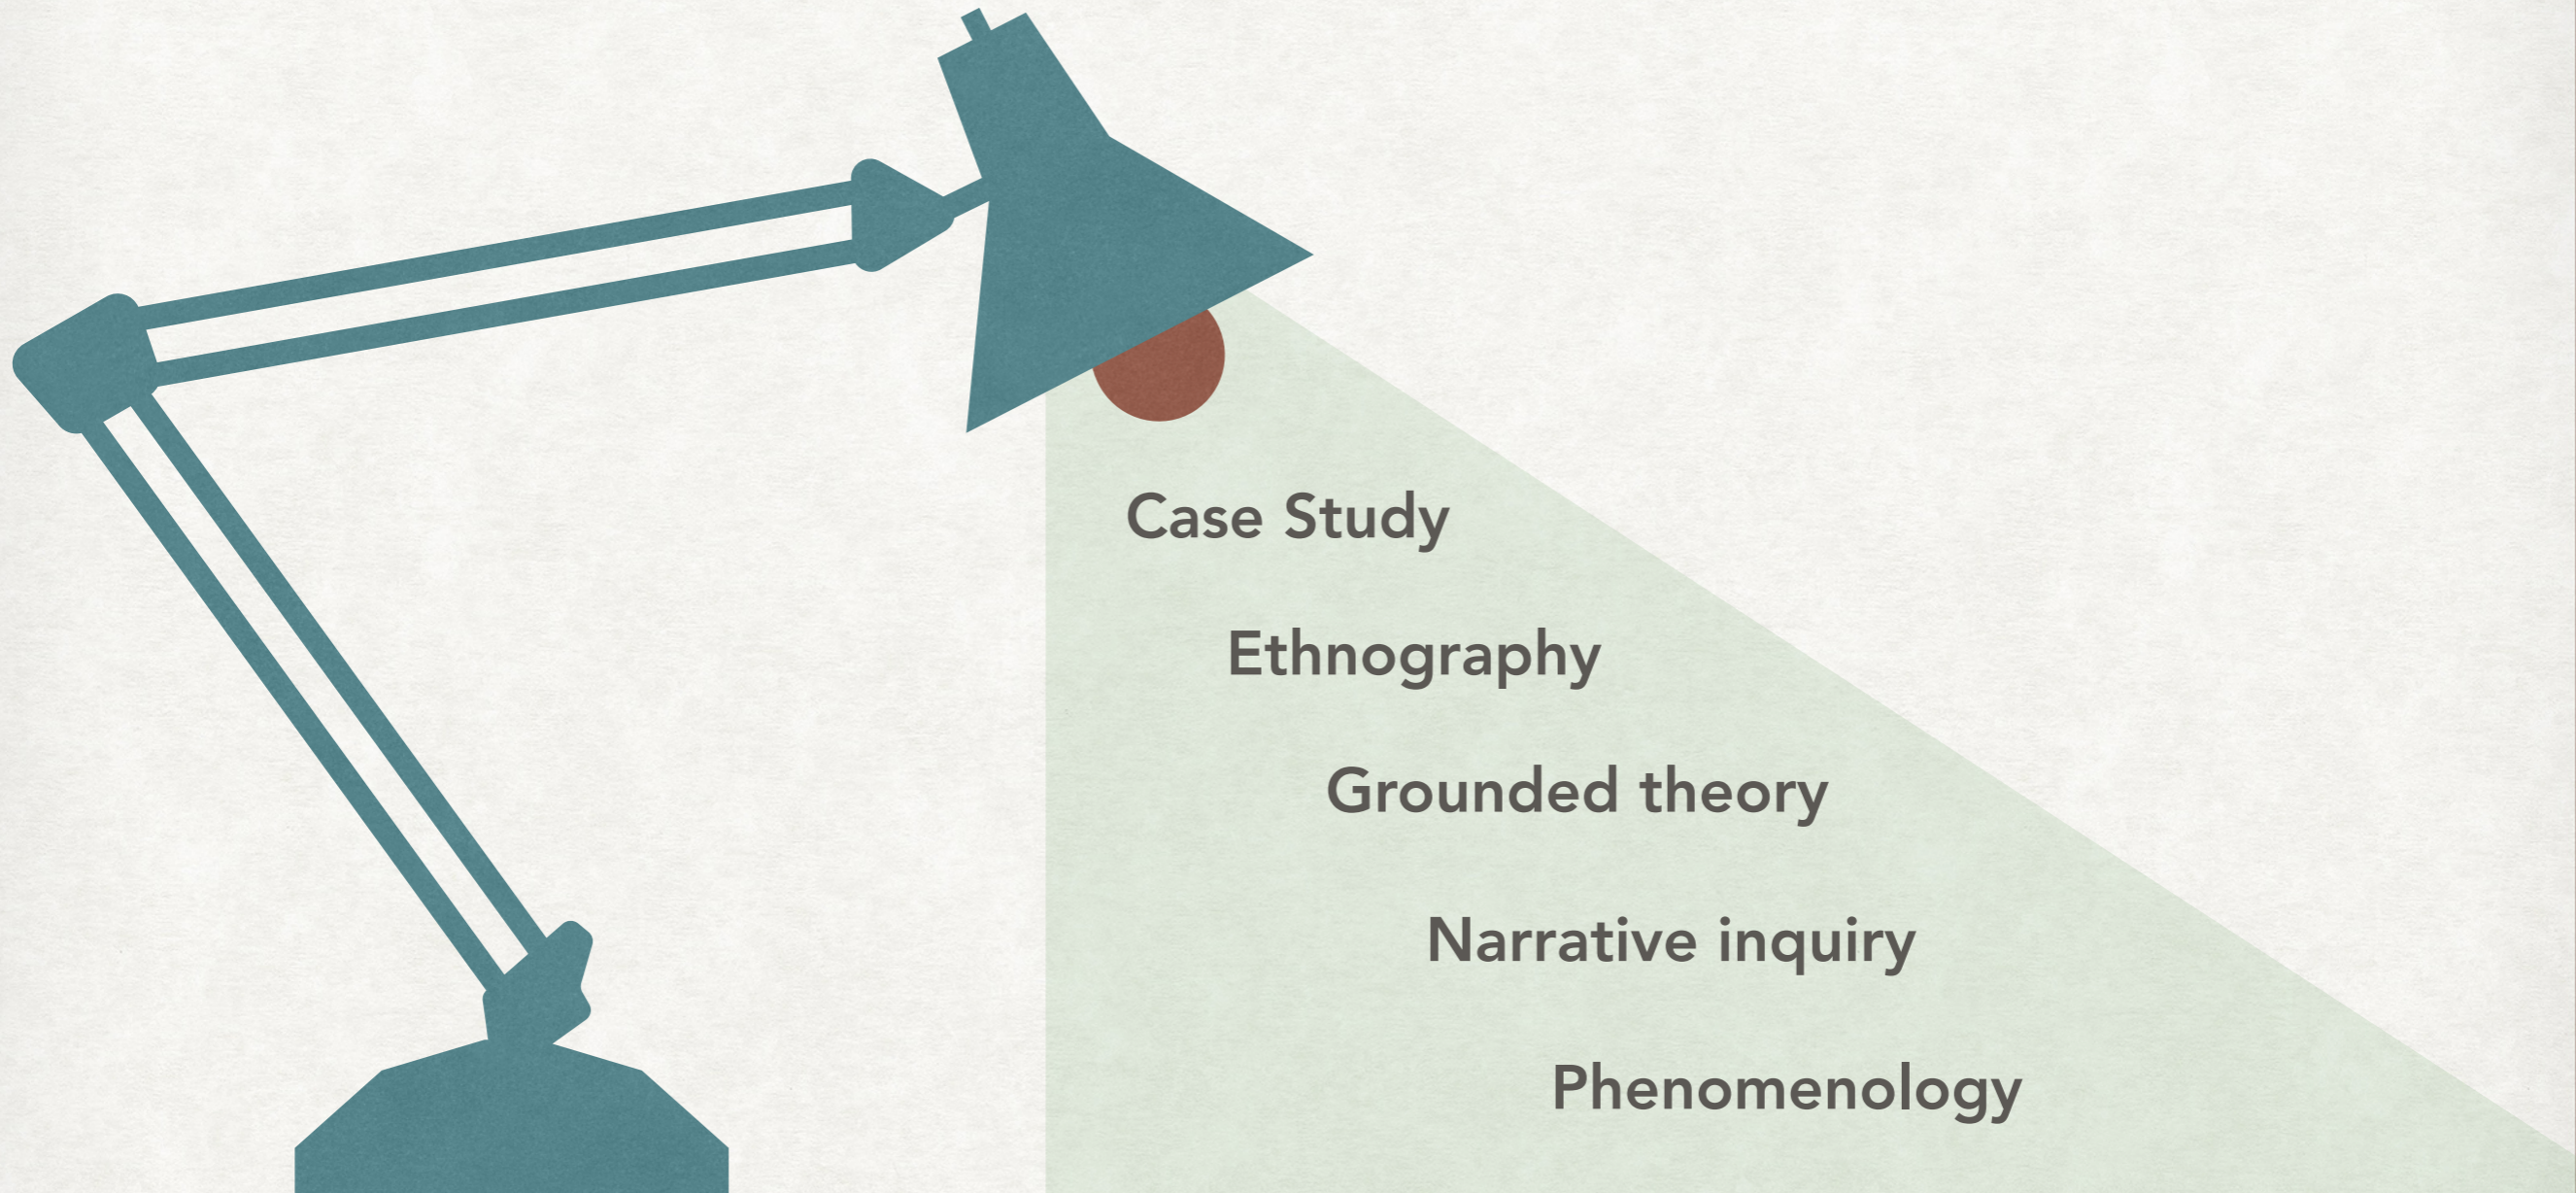 Case Study
Ethnography
Grounded theory
Narrative inquiry
Phenomenology